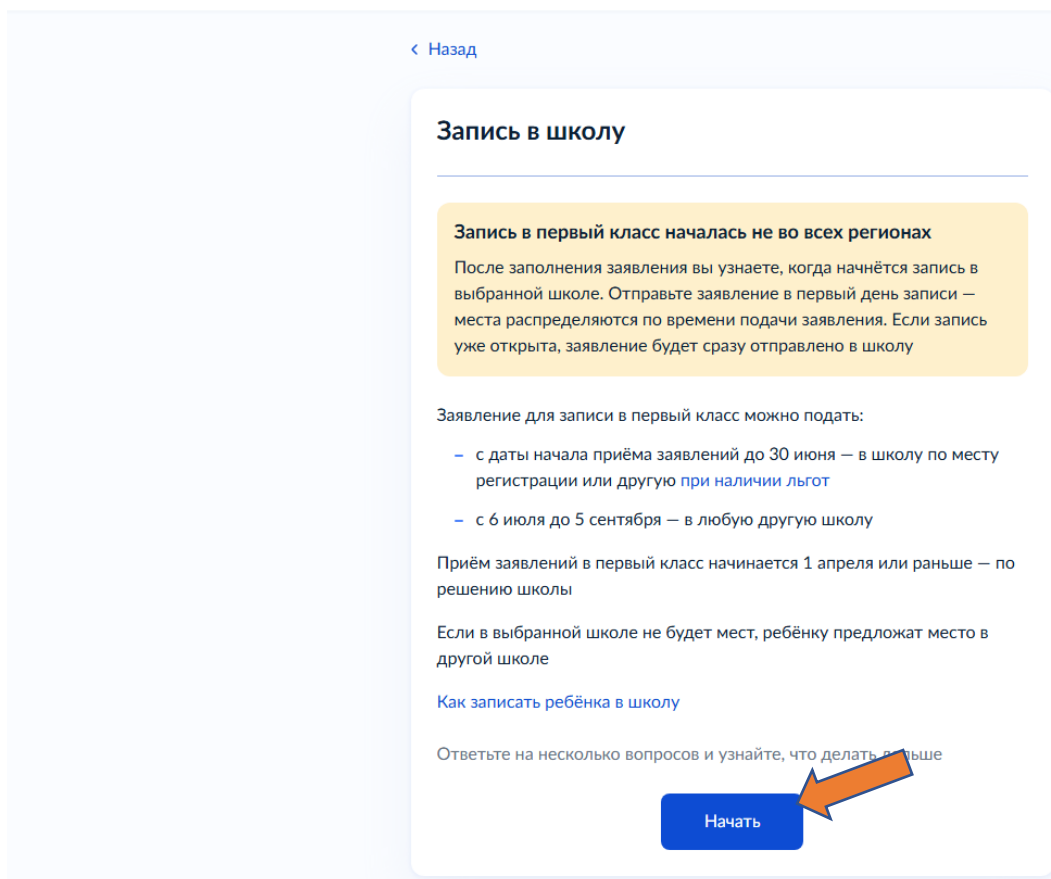 Назад
Запись в школу
Запись в первый класс началась не во всех регионах
После заполнения заявления вы узнаете, когда начнётся запись в
выбранной школе. Отправьте заявление в первый день записи —
места распределяются по времени подачи заявления. Если запись
уже открыта, заявление будет сразу отправлено в школу
Заявление для записи в первый класс можно подать:
– с даты начала приёма заявлений до 30 июня — в школу по месту
регистрации или другую при наличии льгот
– с 6 июля до 5 сентября — в любую другую школу
Приём заявлений в первый класс начинается 1 апреля или раньше — по
решению школы
Если в выбранной школе не будет мест, ребёнку предложат место в
другой школе
Как записать ребёнка в школу
Ответьте на несколько вопросов и узнайте, что делать дальше
Начать